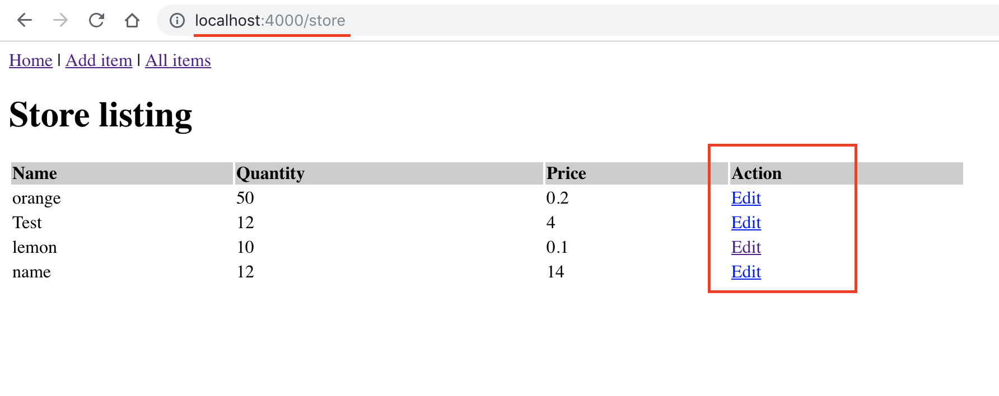 localhost:4000/store
Home | Add item | All items
Store listing
Name Quantity Price Action
orange 50 0.2 Edit
Test 12 4 Edit
lemon 10 0.1 Edit
name 12 14 Edit